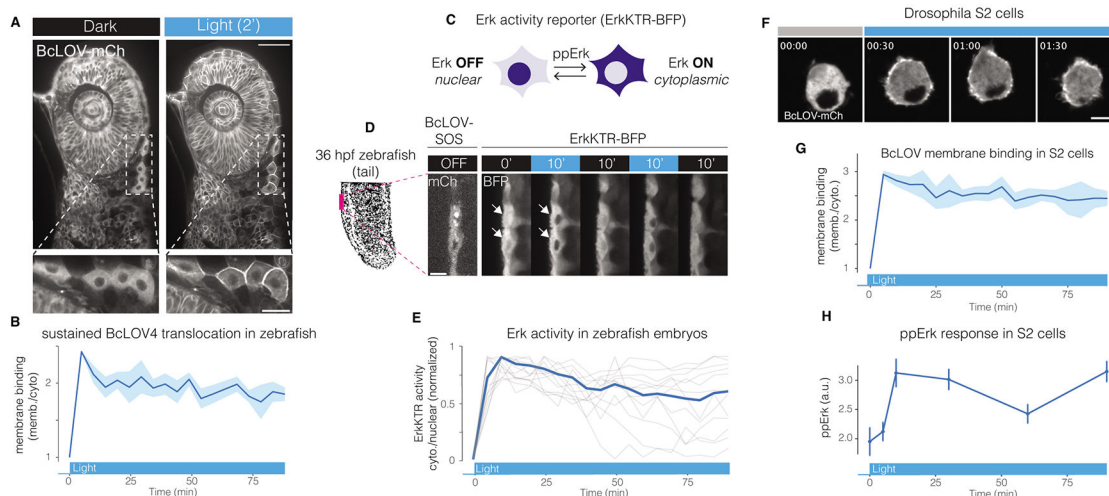 A
Dark
Light (2')
BcLOV-mCh
B
sustained BcLOV4 translocation in zebrafish
membrane binding
(memb./cyto)
2
1
Light
0
25
50
75
Time (min)
C
Erk activity reporter (ErkKTR-BFP)
Erk OFF
nuclear
ppErk
Erk ON
cytoplasmic
D
36 hpf zebrafish
(tail)
BcLOV-
SOS
OFF
mCh
ErkKTR-BFP
0' 10' 10' 10' 10'
BFP
E
Erk activity in zebrafish embryos
ErkKTR activity
cyto./nuclear (normalized)
1
0.5
0
Light
0
25
50
75
Time (min)
F
Drosophila S2 cells
00:00
00:30
01:00
01:30
BcLOV-mCh
G
BcLOV membrane binding in S2 cells
membrane binding
(memb./cyto.)
3
2
1
Light
0
25
50
75
Time (min)
H
ppErk response in S2 cells
ppErk (a.u.)
3.0
2.5
2.0
Light
0
25
50
75
Time (min)